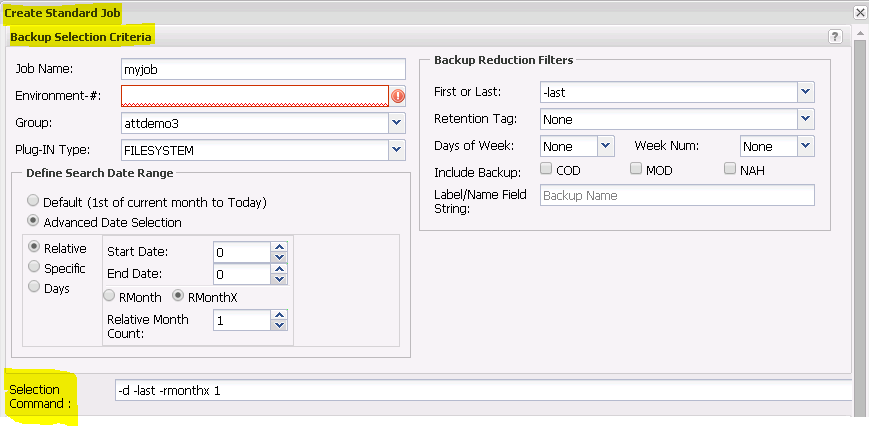 Create Standard Job
Backup Selection Criteria
?
Job Name: myjob
Environment-#:
Group: attdemo3
Plug-IN Type: FILESYSTEM
Define Search Date Range
Default (1st of current month to Today)
Advanced Date Selection
Relative
Specific
Days
Start Date: 0
End Date: 0
RMonth RMonthX
Relative Month
Count: 1
Backup Reduction Filters
First or Last: -last
Retention Tag: None
Days of Week: None Week Num: None
Include Backup: COD MOD NAH
Label/Name Field
String: Backup Name
Selection
Command : -d -last -rmonthx 1